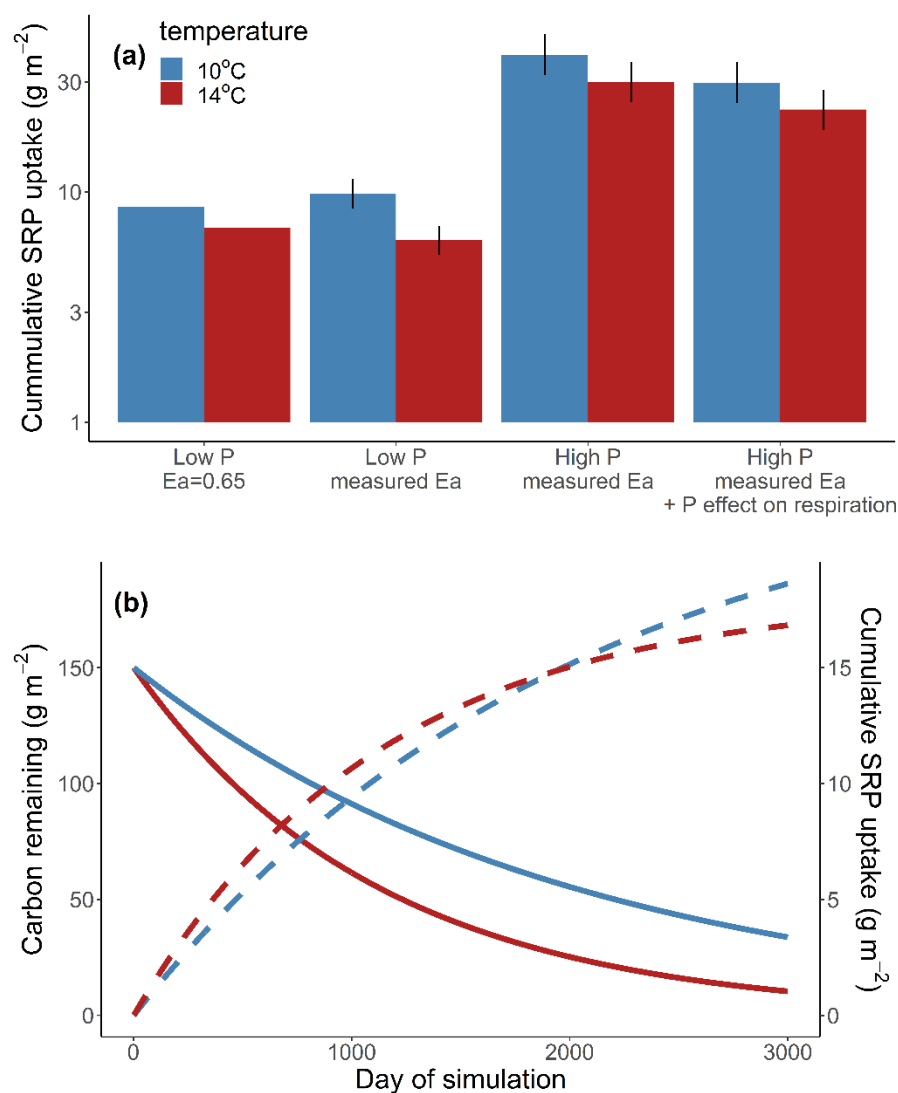 (a)
temperature
10°C
14°C
Cummulative SRP uptake (g m⁻²)
30
10
3
1
Low P
Ea=0.65
Low P
measured Ea
High P
measured Ea
High P
measured Ea
+ P effect on respiration
(b)
Carbon remaining (g m⁻²)
150
100
50
0
Cumulative SRP uptake (g m⁻²)
15
10
5
0
0 1000 2000 3000
Day of simulation